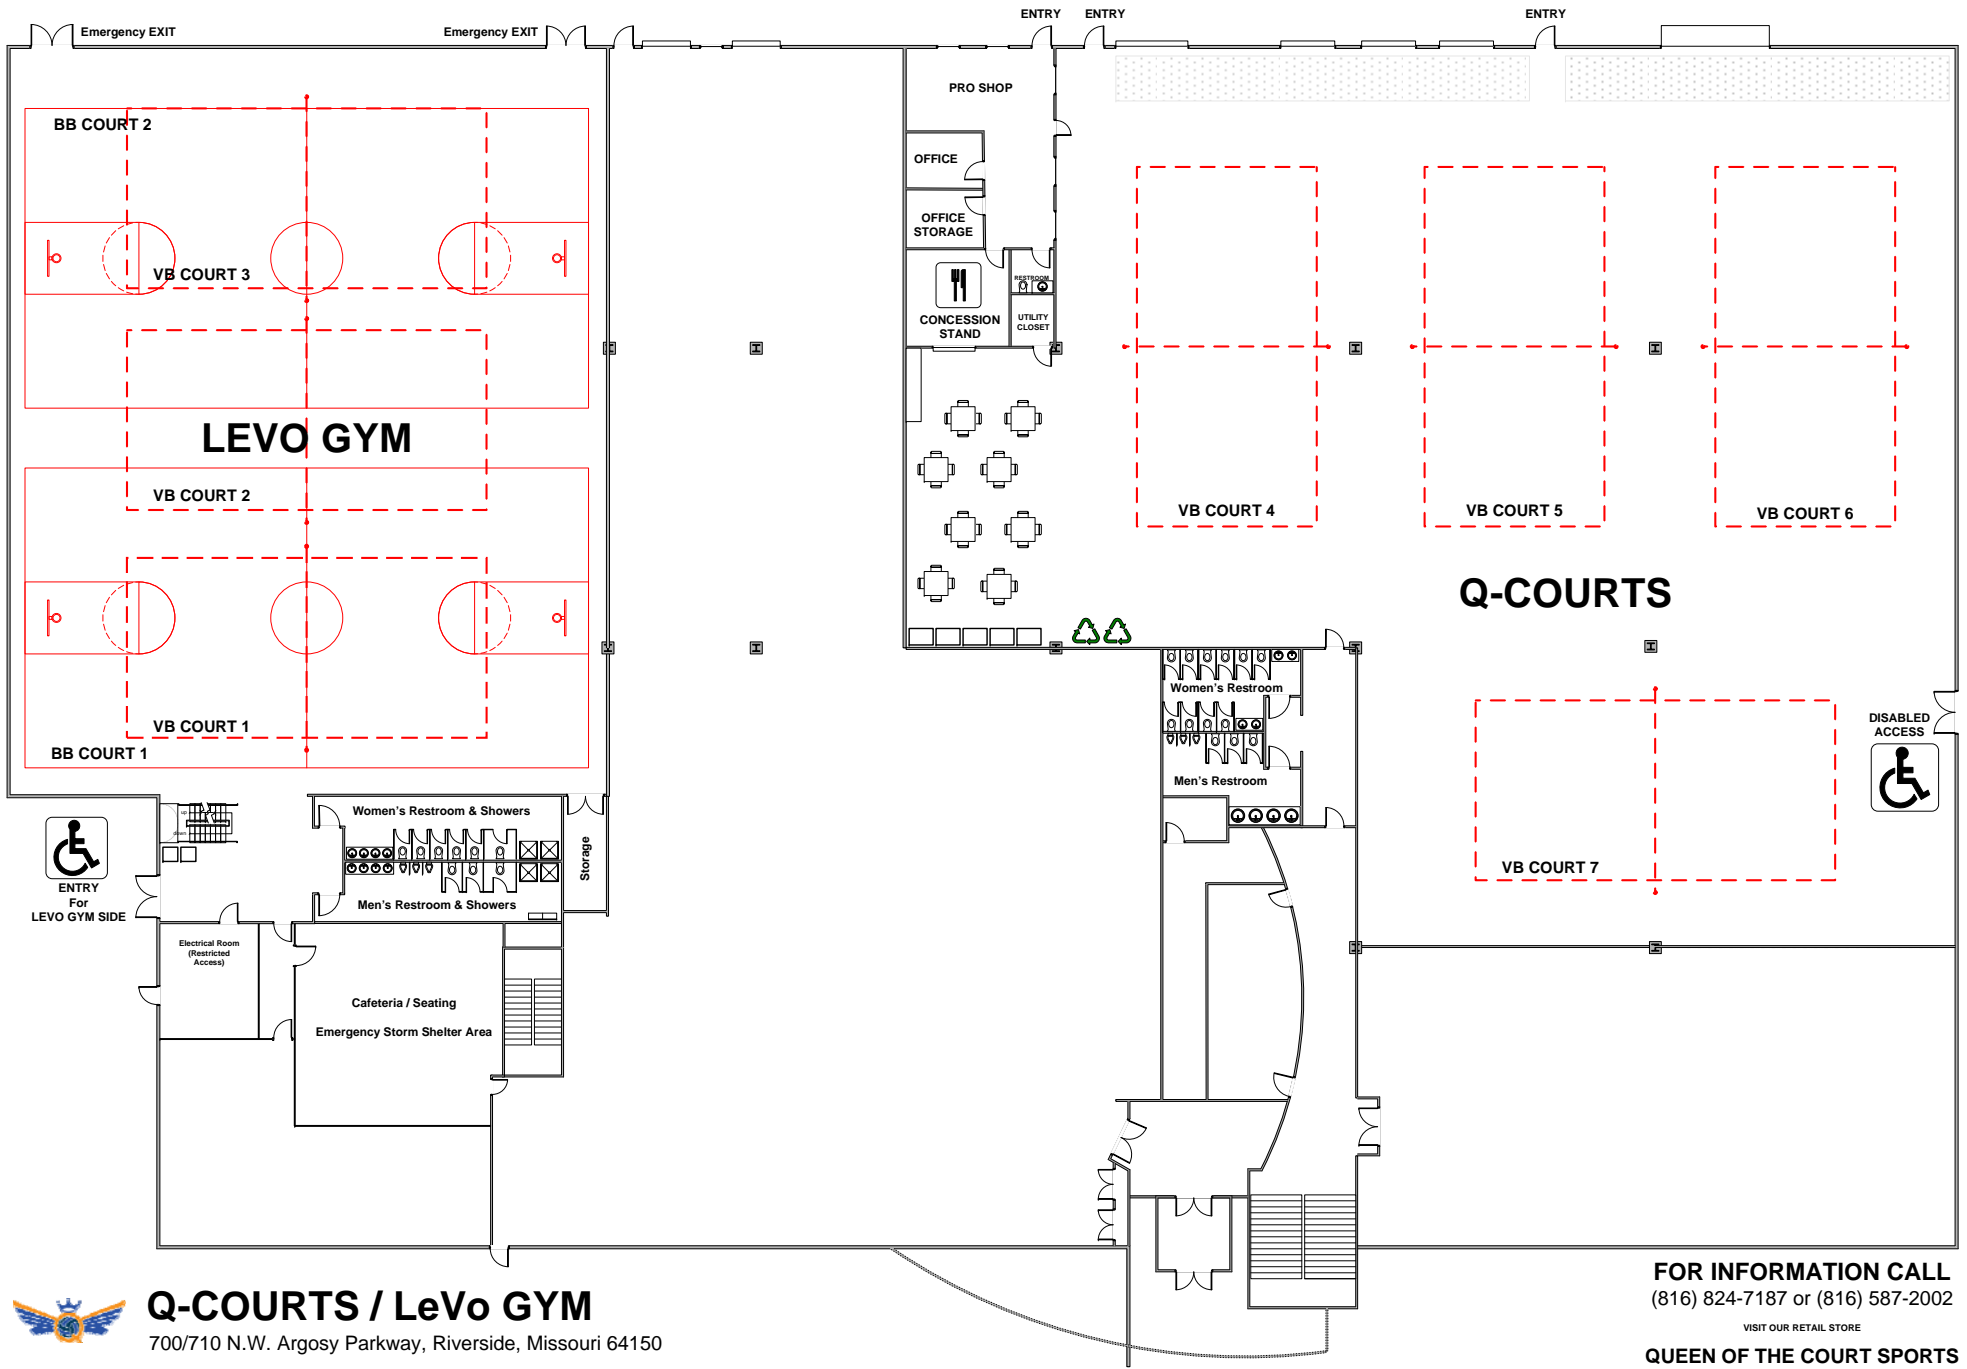 ENTRY
ENTRY
ENTRY
Emergency EXIT
Emergency EXIT
PRO SHOP
BB COURT 2
OFFICE
OFFICE
STORAGE
VB COURT 3
RESTROOM
CONCESSION
STAND
UTILITY
CLOSET
LEVO GYM
VB COURT 2
VB COURT 4
VB COURT 5
VB COURT 6
Q-COURTS
VB COURT 1
BB COURT 1
Women's Restroom
Men's Restroom
DISABLED
ACCESS
VB COURT 7
up
down
Women's Restroom & Showers
Storage
Men's Restroom & Showers
ENTRY
For
LEVO GYM SIDE
Electrical Room
(Restricted
Access)
Cafeteria / Seating
Emergency Storm Shelter Area
Q-COURTS / LeVo GYM
700/710 N.W. Argosy Parkway, Riverside, Missouri 64150
FOR INFORMATION CALL
(816) 824-7187 or (816) 587-2002
VISIT OUR RETAIL STORE
QUEEN OF THE COURT SPORTS